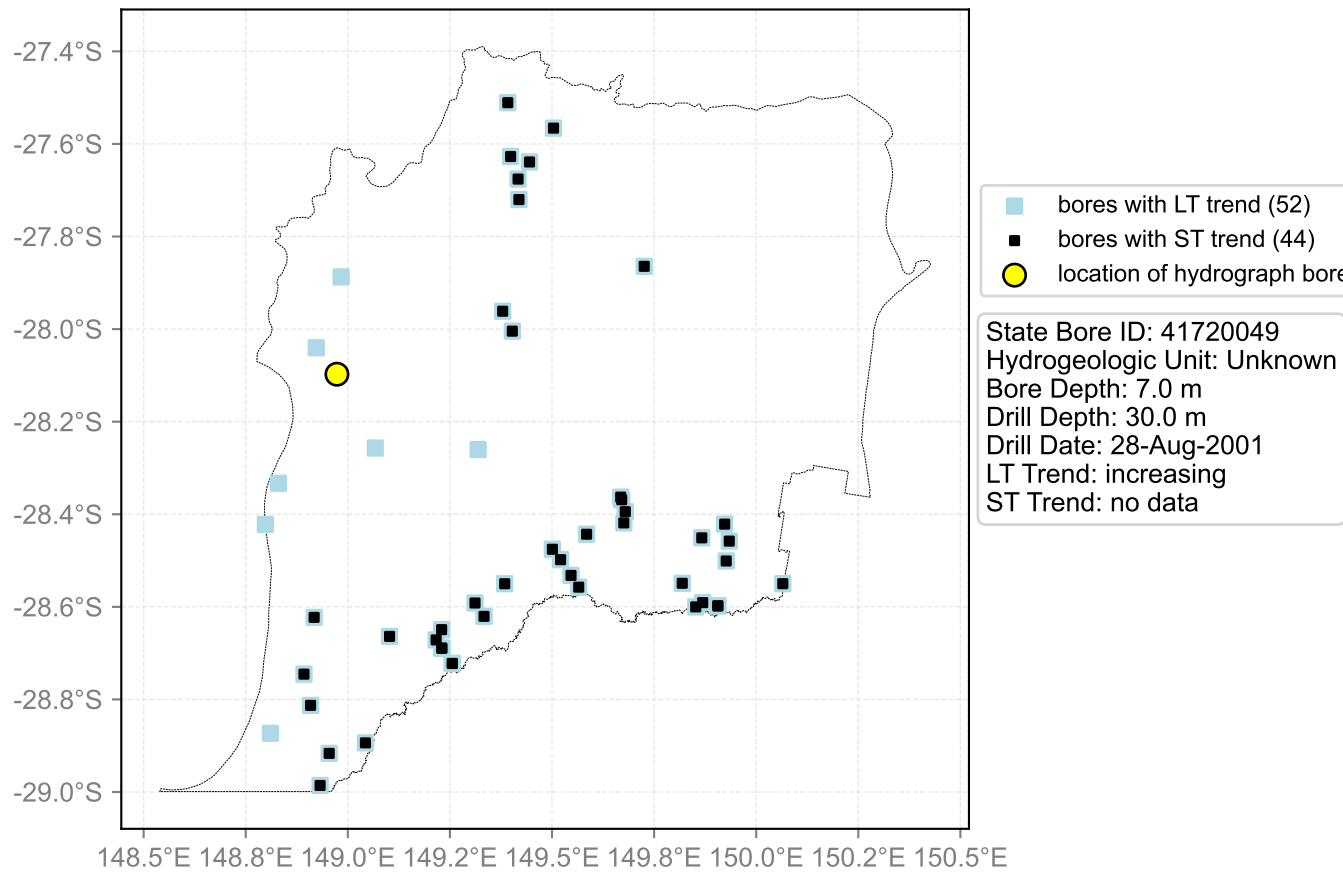 -27.4°S
-27.6°S
-27.8°S
-28.0°S
-28.2°S
-28.4°S
-28.6°S
-28.8°S
-29.0°S
148.5°E 148.8°E 149.0°E 149.2°E 149.5°E 149.8°E 150.0°E 150.2°E 150.5°E
bores with LT trend (52)
bores with ST trend (44)
location of hydrograph bore
State Bore ID: 41720049
Hydrogeologic Unit: Unknown
Bore Depth: 7.0 m
Drill Depth: 30.0 m
Drill Date: 28-Aug-2001
LT Trend: increasing
ST Trend: no data